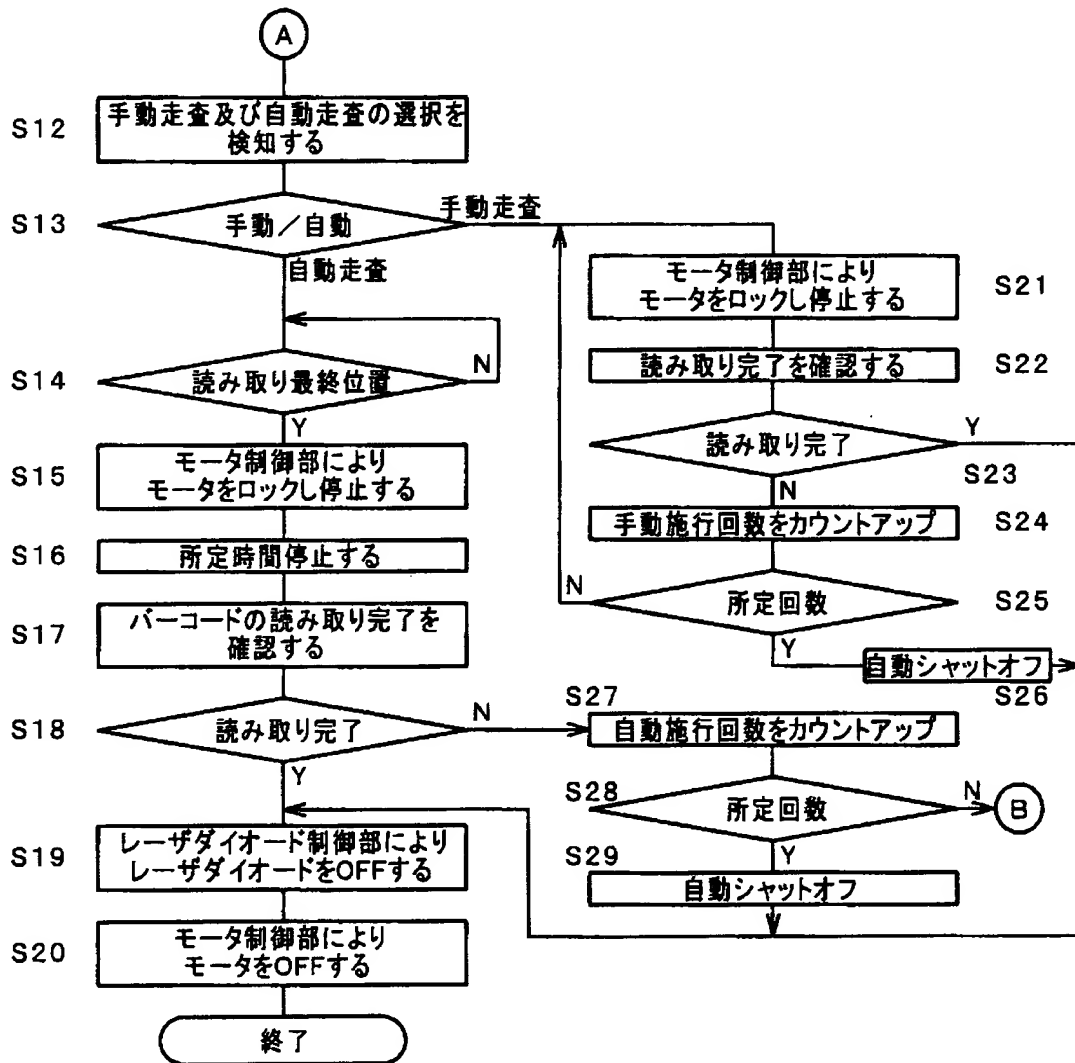 A
S12
手動走査及び自動走査の選択を
検知する
S13
手動／自動
手動走査
自動走査
S14
読み取り最終位置
N
Y
S15
モータ制御部により
モータをロックし停止する
S16
所定時間停止する
S17
バーコードの読み取り完了を
確認する
S18
読み取り完了
N
Y
S19
レーザダイオード制御部により
レーザダイオードをOFFする
S20
モータ制御部により
モータをOFFする
終了
モータ制御部により
モータをロックし停止する
S21
読み取り完了を確認する
S22
読み取り完了
Y
S23
N
手動施行回数をカウントアップ
S24
N
所定回数
S25
Y
自動シャットオフ
S26
S27
自動施行回数をカウントアップ
S28
所定回数
N
B
Y
S29
自動シャットオフ